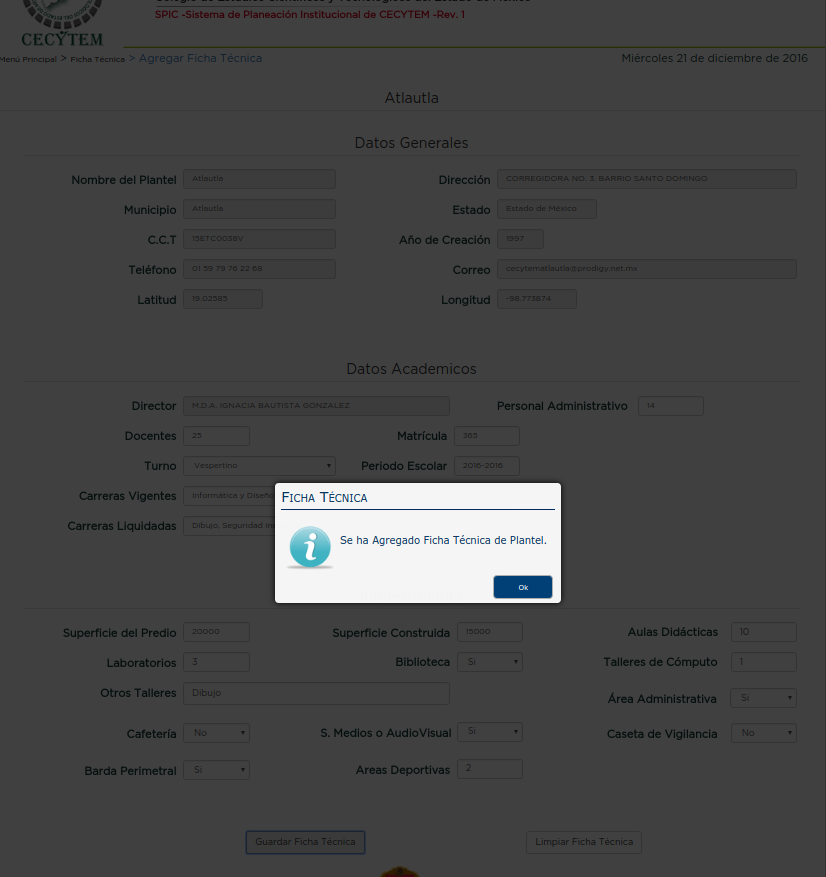 SPIC -Sistema de Planeación Institucional de CECYTEM -Rev. 1
CECYTEM
Menú Principal > Ficha Técnica > Agregar Ficha Técnica
Miércoles 21 de diciembre de 2016
Atlautla
Datos Generales
Nombre del Plantel Atlautla Dirección CORREGIDORA NO. 3. BARRIO SANTO DOMINGO
Municipio Atlautla Estado Estado de México
C.C.T 15ETC0038V Año de Creación 1997
Teléfono 01 59 79 76 22 68 Correo cecytematlautla@prodigy.net.mx
Latitud 19.02585 Longitud -98.773874
Datos Academicos
Director M.D.A. IGNACIA BAUTISTA GONZALEZ Personal Administrativo 14
Docentes 25 Matrícula 365
Turno Vespertino Periodo Escolar 2016-2016
Carreras Vigentes Informática y Diseño
Carreras Liquidadas Dibujo, Seguridad
FICHA TÉCNICA
Se ha Agregado Ficha Técnica de Plantel.
Ok
Superficie del Predio 20000 Superficie Construida 15000 Aulas Didácticas 10
Laboratorios 3 Biblioteca Si Talleres de Cómputo 1
Otros Talleres Dibujo Área Administrativa Si
Cafetería No S. Medios o AudioVisual Si Caseta de Vigilancia No
Barda Perimetral Si Areas Deportivas 2
Guardar Ficha Técnica Limpiar Ficha Técnica